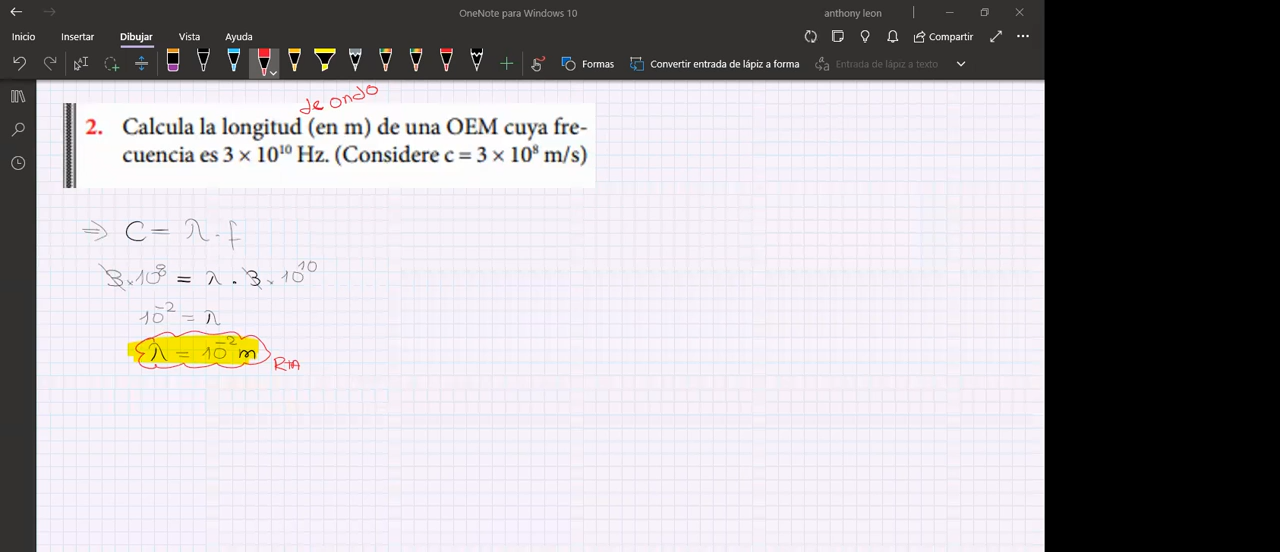 OneNote para Windows 10
anthony leon
Inicio Insertar Dibujar Vista Ayuda
Compartir
Formas Convertir entrada de lápiz a forma Entrada de lápiz a texto
de onda
2. Calcula la longitud (en m) de una OEM cuya fre-
cuencia es 3 × 10¹⁰ Hz. (Considere c = 3 × 10⁸ m/s)
⇒ C = λ . f
3 × 10⁸ = λ . 3 × 10¹⁰
10⁻² = λ
λ = 10⁻² m
RTA